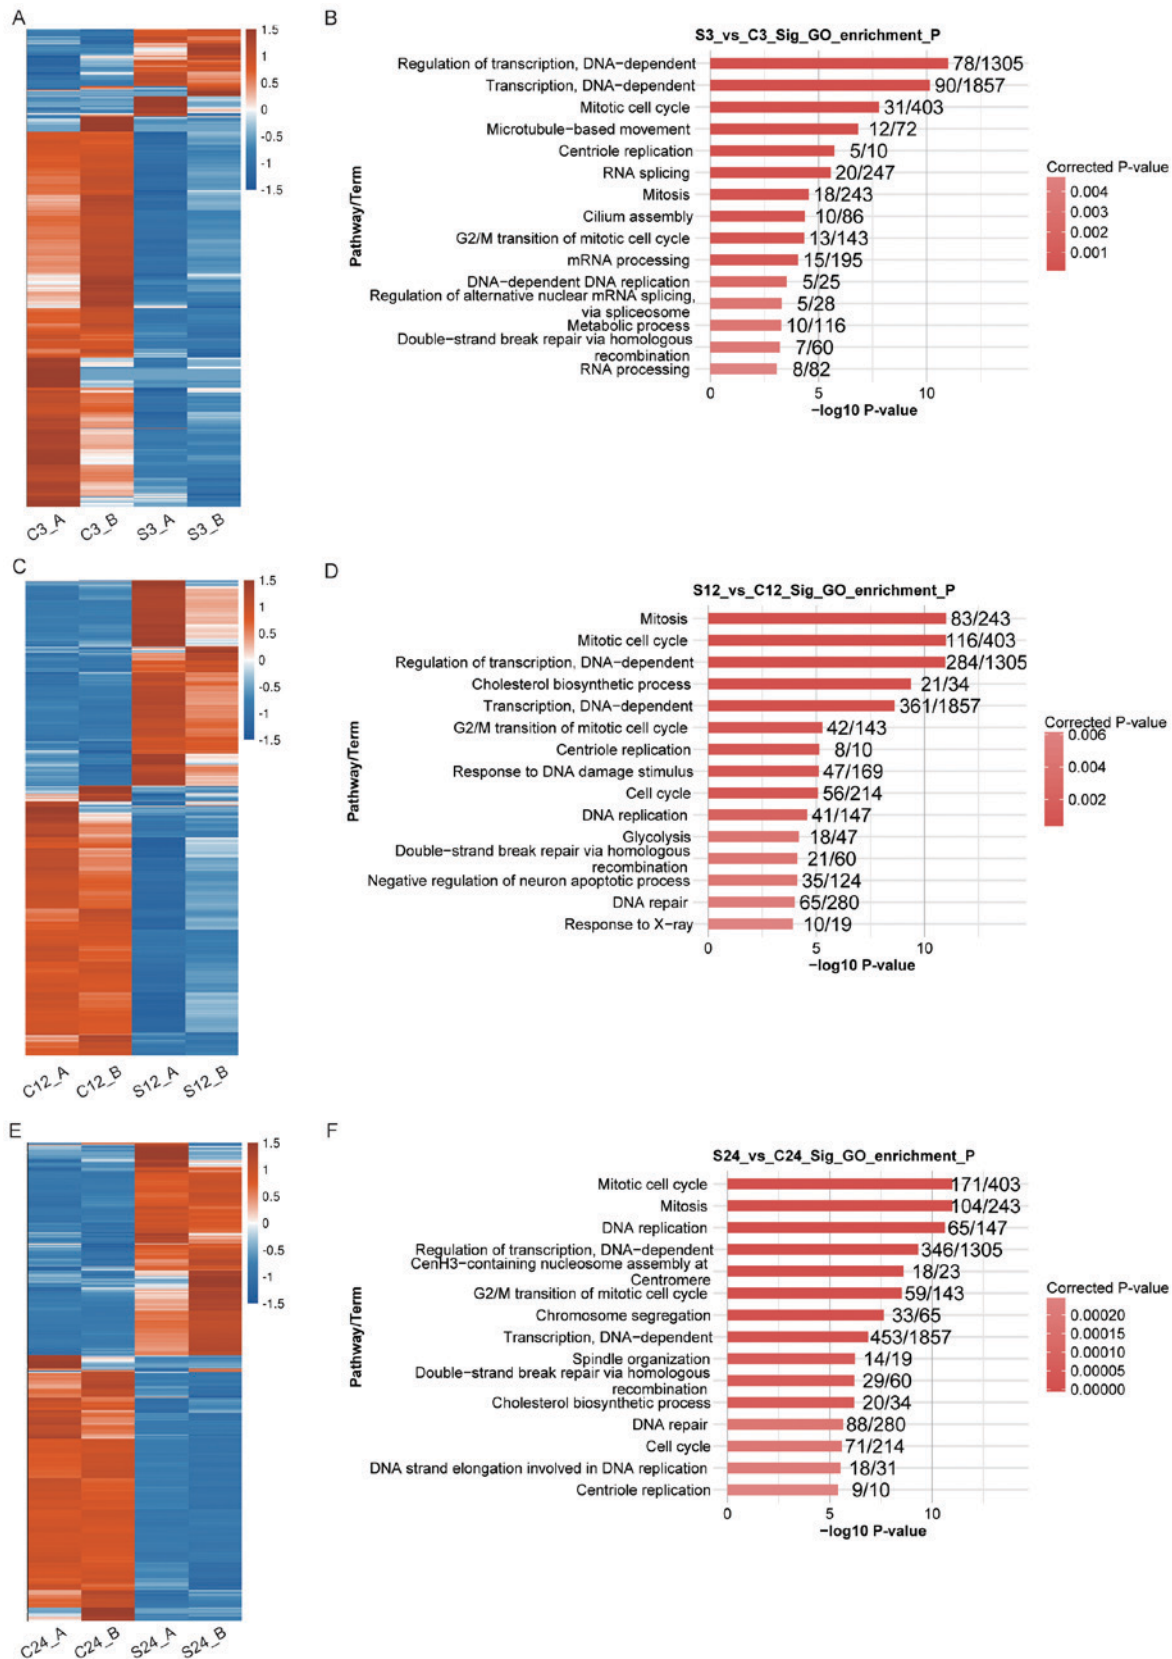 A
1.5
1
0.5
0
-0.5
-1
-1.5
C3_A
C3_B
S3_A
S3_B
B
S3_vs_C3_Sig_GO_enrichment_P
Pathway/Term
Regulation of transcription, DNA−dependent 78/1305
Transcription, DNA−dependent 90/1857
Mitotic cell cycle 31/403
Microtubule−based movement 12/72
Centriole replication 5/10
RNA splicing 20/247
Mitosis 18/243
Cilium assembly 10/86
G2/M transition of mitotic cell cycle 13/143
mRNA processing 15/195
DNA−dependent DNA replication 5/25
Regulation of alternative nuclear mRNA splicing,
via spliceosome 5/28
Metabolic process 10/116
Double−strand break repair via homologous
recombination 7/60
RNA processing 8/82
0 5 10
−log10 P−value
Corrected P−value
0.004
0.003
0.002
0.001
C
1.5
1
0.5
0
-0.5
-1
-1.5
C12_A
C12_B
S12_A
S12_B
D
S12_vs_C12_Sig_GO_enrichment_P
Pathway/Term
Mitosis 83/243
Mitotic cell cycle 116/403
Regulation of transcription, DNA−dependent 284/1305
Cholesterol biosynthetic process 21/34
Transcription, DNA−dependent 361/1857
G2/M transition of mitotic cell cycle 42/143
Centriole replication 8/10
Response to DNA damage stimulus 47/169
Cell cycle 56/214
DNA replication 41/147
Glycolysis 18/47
Double−strand break repair via homologous
recombination 21/60
Negative regulation of neuron apoptotic process 35/124
DNA repair 65/280
Response to X−ray 10/19
0 5 10
−log10 P−value
Corrected P−value
0.006
0.004
0.002
E
1.5
1
0.5
0
-0.5
-1
-1.5
C24_A
C24_B
S24_A
S24_B
F
S24_vs_C24_Sig_GO_enrichment_P
Pathway/Term
Mitotic cell cycle 171/403
Mitosis 104/243
DNA replication 65/147
Regulation of transcription, DNA−dependent 346/1305
CenH3−containing nucleosome assembly at
Centromere 18/23
G2/M transition of mitotic cell cycle 59/143
Chromosome segregation 33/65
Transcription, DNA−dependent 453/1857
Spindle organization 14/19
Double−strand break repair via homologous
recombination 29/60
Cholesterol biosynthetic process 20/34
DNA repair 88/280
Cell cycle 71/214
DNA strand elongation involved in DNA replication 18/31
Centriole replication 9/10
0 5 10
−log10 P−value
Corrected P−value
0.00020
0.00015
0.00010
0.00005
0.00000